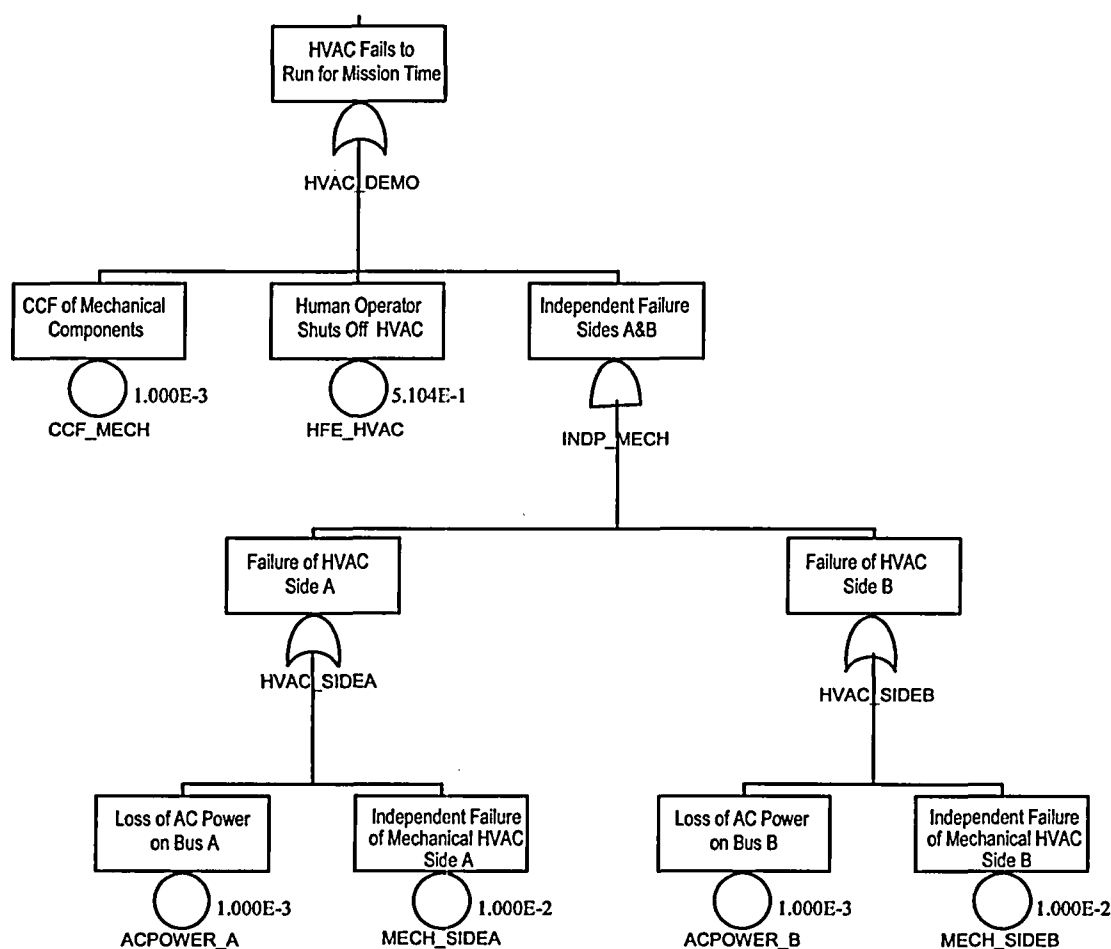 HVAC Fails to
Run for Mission Time
HVAC_DEMO
CCF of Mechanical
Components
1.000E-3
CCF_MECH
Human Operator
Shuts Off HVAC
5.104E-1
HFE_HVAC
Independent Failure
Sides A&B
INDP_MECH
Failure of HVAC
Side A
HVAC_SIDEA
Failure of HVAC
Side B
HVAC_SIDEB
Loss of AC Power
on Bus A
1.000E-3
ACPOWER_A
Independent Failure
of Mechanical HVAC
Side A
1.000E-2
MECH_SIDEA
Loss of AC Power
on Bus B
1.000E-3
ACPOWER_B
Independent Failure
of Mechanical HVAC
Side B
1.000E-2
MECH_SIDEB